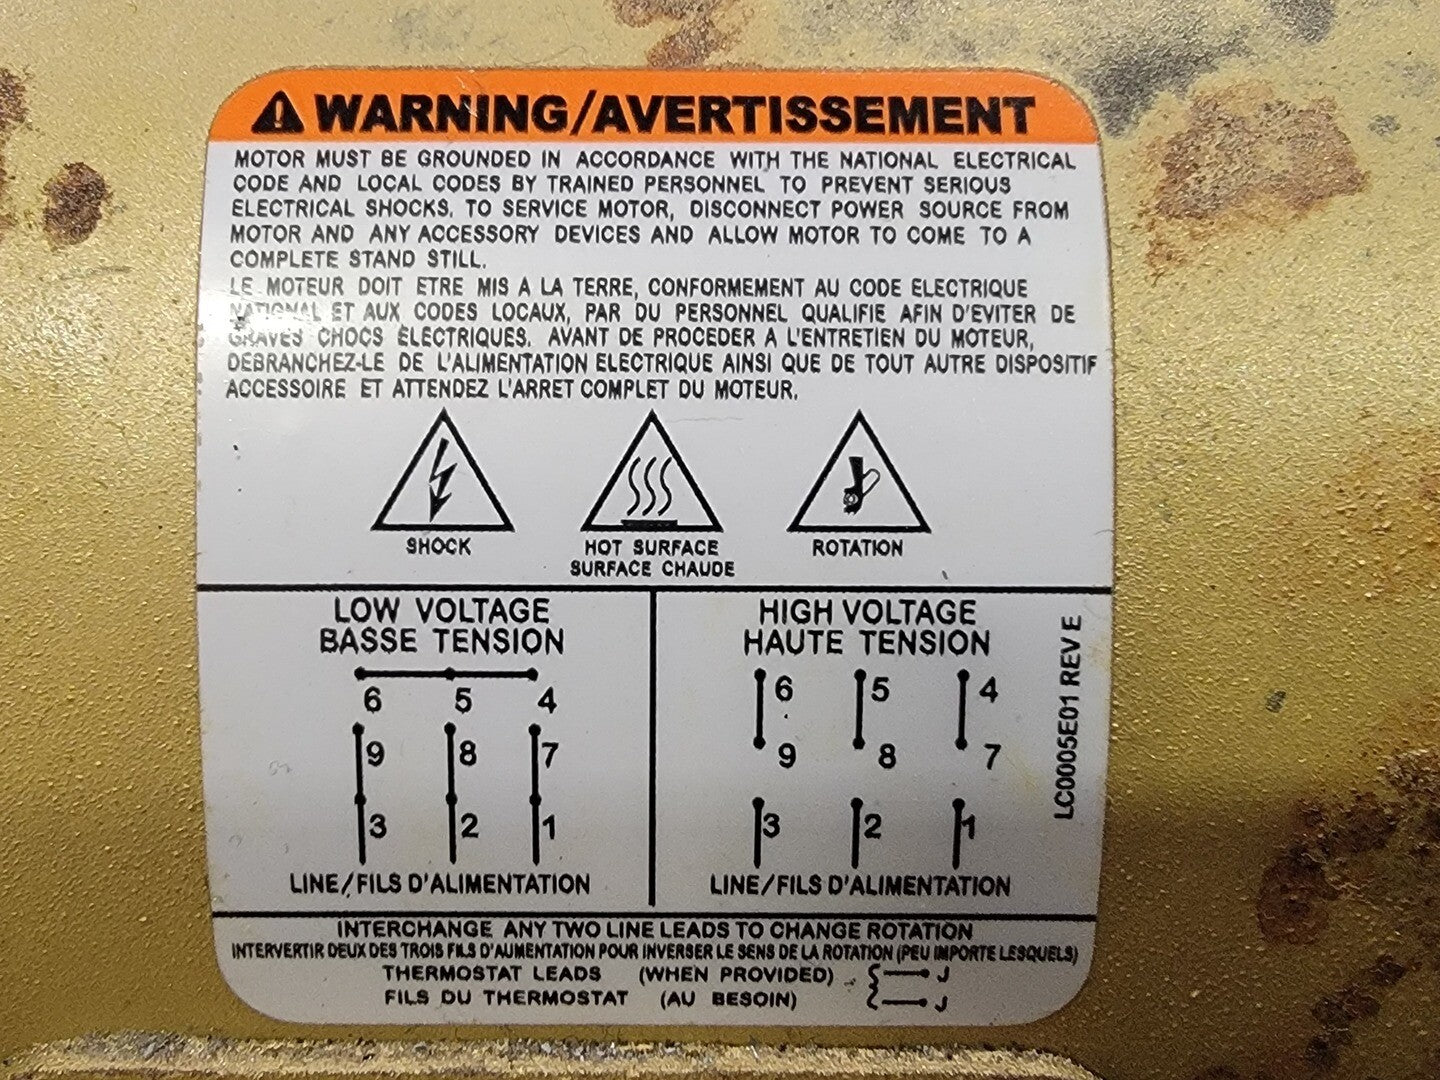 WARNING/AVERTISSEMENT
MOTOR MUST BE GROUNDED IN ACCORDANCE WITH THE NATIONAL ELECTRICAL
CODE AND LOCAL CODES BY TRAINED PERSONNEL TO PREVENT SERIOUS
ELECTRICAL SHOCKS. TO SERVICE MOTOR, DISCONNECT POWER SOURCE FROM
MOTOR AND ANY ACCESSORY DEVICES AND ALLOW MOTOR TO COME TO A
COMPLETE STAND STILL.
LE MOTEUR DOIT ETRE MIS A LA TERRE, CONFORMEMENT AU CODE ELECTRIQUE
NATIONAL ET AUX CODES LOCAUX, PAR DU PERSONNEL QUALIFIE AFIN D'EVITER DE
GRAVES CHOCS ELECTRIQUES. AVANT DE PROCEDER A L'ENTRETIEN DU MOTEUR,
DEBRANCHEZ-LE DE L'ALIMENTATION ELECTRIQUE AINSI QUE DE TOUT AUTRE DISPOSITIF
ACCESSOIRE ET ATTENDEZ L'ARRET COMPLET DU MOTEUR.
SHOCK
HOT SURFACE
SURFACE CHAUDE
ROTATION
LOW VOLTAGE
BASSE TENSION
6 5 4
9 8 7
3 2 1
LINE/FILS D'ALIMENTATION
HIGH VOLTAGE
HAUTE TENSION
6 5 4
9 8 7
3 2 1
LINE/FILS D'ALIMENTATION
LC0005E01 REV E
INTERCHANGE ANY TWO LINE LEADS TO CHANGE ROTATION
INTERVERTIR DEUX DES TROIS FILS D'ALIMENTATION POUR INVERSER LE SENS DE LA ROTATION (PEU IMPORTE LESQUELS)
THERMOSTAT LEADS (WHEN PROVIDED) J
FILS DU THERMOSTAT (AU BESOIN) J